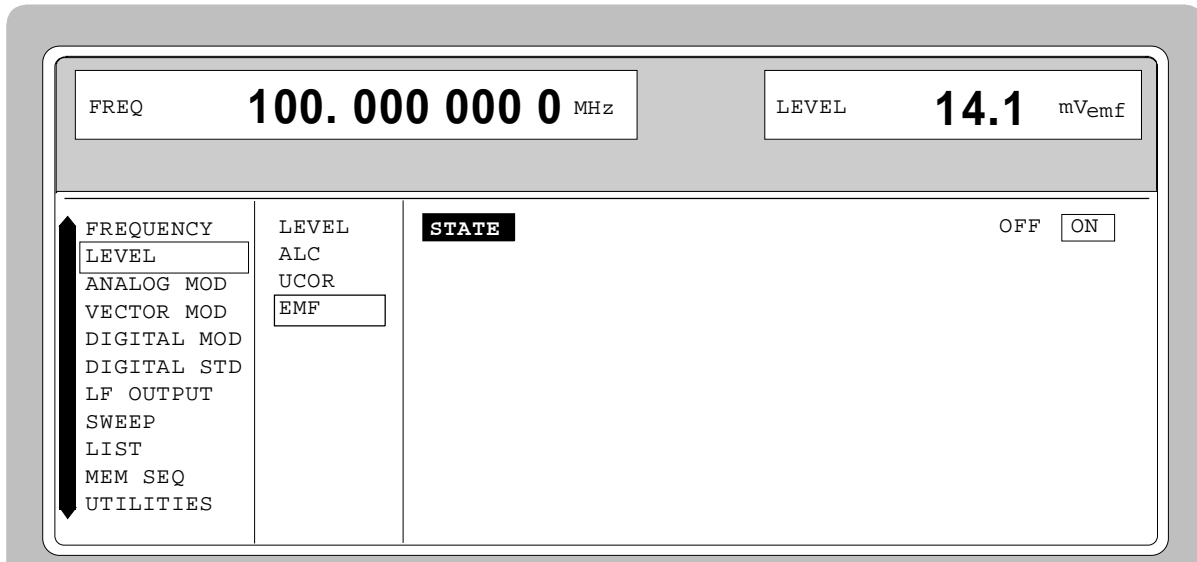 FREQ 100. 000 000 0 MHz
LEVEL 14.1 mVemf
FREQUENCY
LEVEL
ANALOG MOD
VECTOR MOD
DIGITAL MOD
DIGITAL STD
LF OUTPUT
SWEEP
LIST
MEM SEQ
UTILITIES
LEVEL
ALC
UCOR
EMF
STATE OFF ON